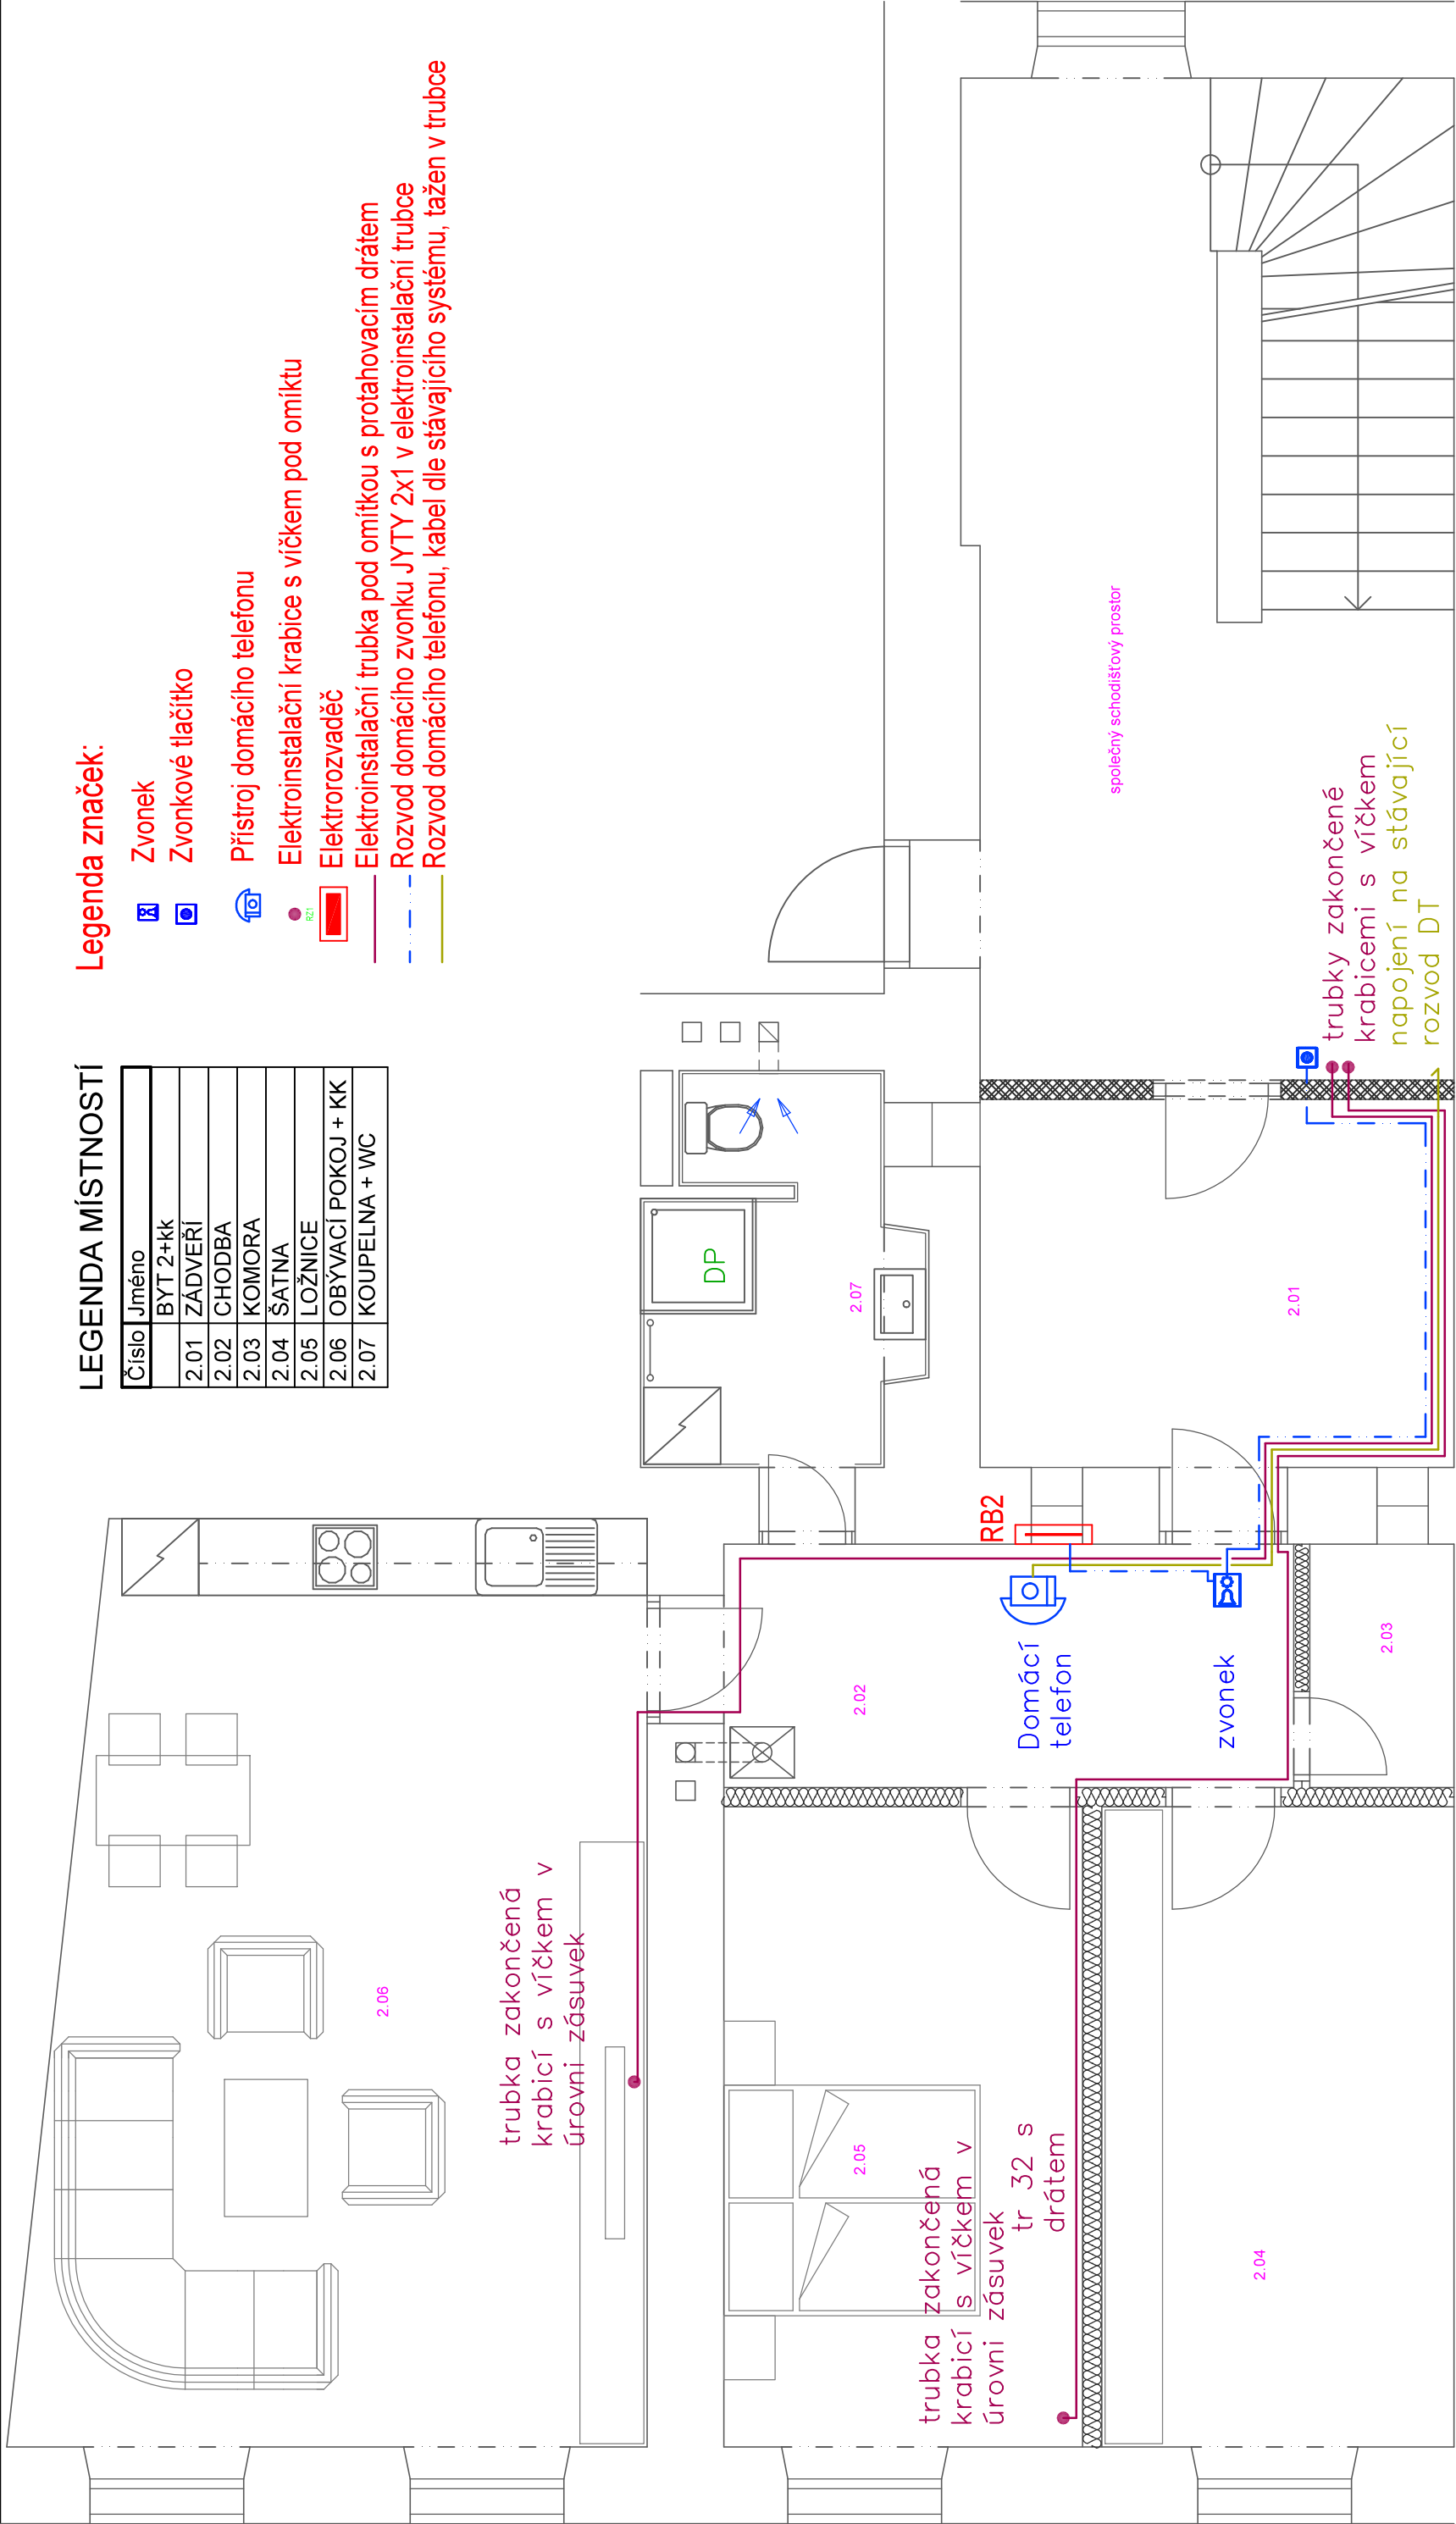 LEGENDA MÍSTNOSTÍ
Číslo Jméno
BYT 2+kk
2.01 ZÁDVEŘÍ
2.02 CHODBA
2.03 KOMORA
2.04 ŠATNA
2.05 LOŽNICE
2.06 OBÝVACÍ POKOJ + KK
2.07 KOUPELNA + WC
Legenda značek:
Zvonek
Zvonkové tlačítko
Přístroj domácího telefonu
Elektroinstalační krabice s víčkem pod omíktu
RZ1
Elektrorozvaděč
Elektroinstalační trubka pod omítkou s protahovacím drátem
Rozvod domácího zvonku JYTY 2x1 v elektroinstalační trubce
Rozvod domácího telefonu, kabel dle stávajícího systému, tažen v trubce
2.06
trubka zakončená
krabicí s víčkem v
úrovni zásuvek
DP
2.07
2.05
trubka zakončená
krabicí s víčkem v
úrovni zásuvek
tr 32 s
drátem
2.02
RB2
Domácí
telefon
zvonek
společný schodišťový prostor
2.04
2.03
2.01
trubky zakončené
krabicemi s víčkem
napojení na stávající
rozvod DT